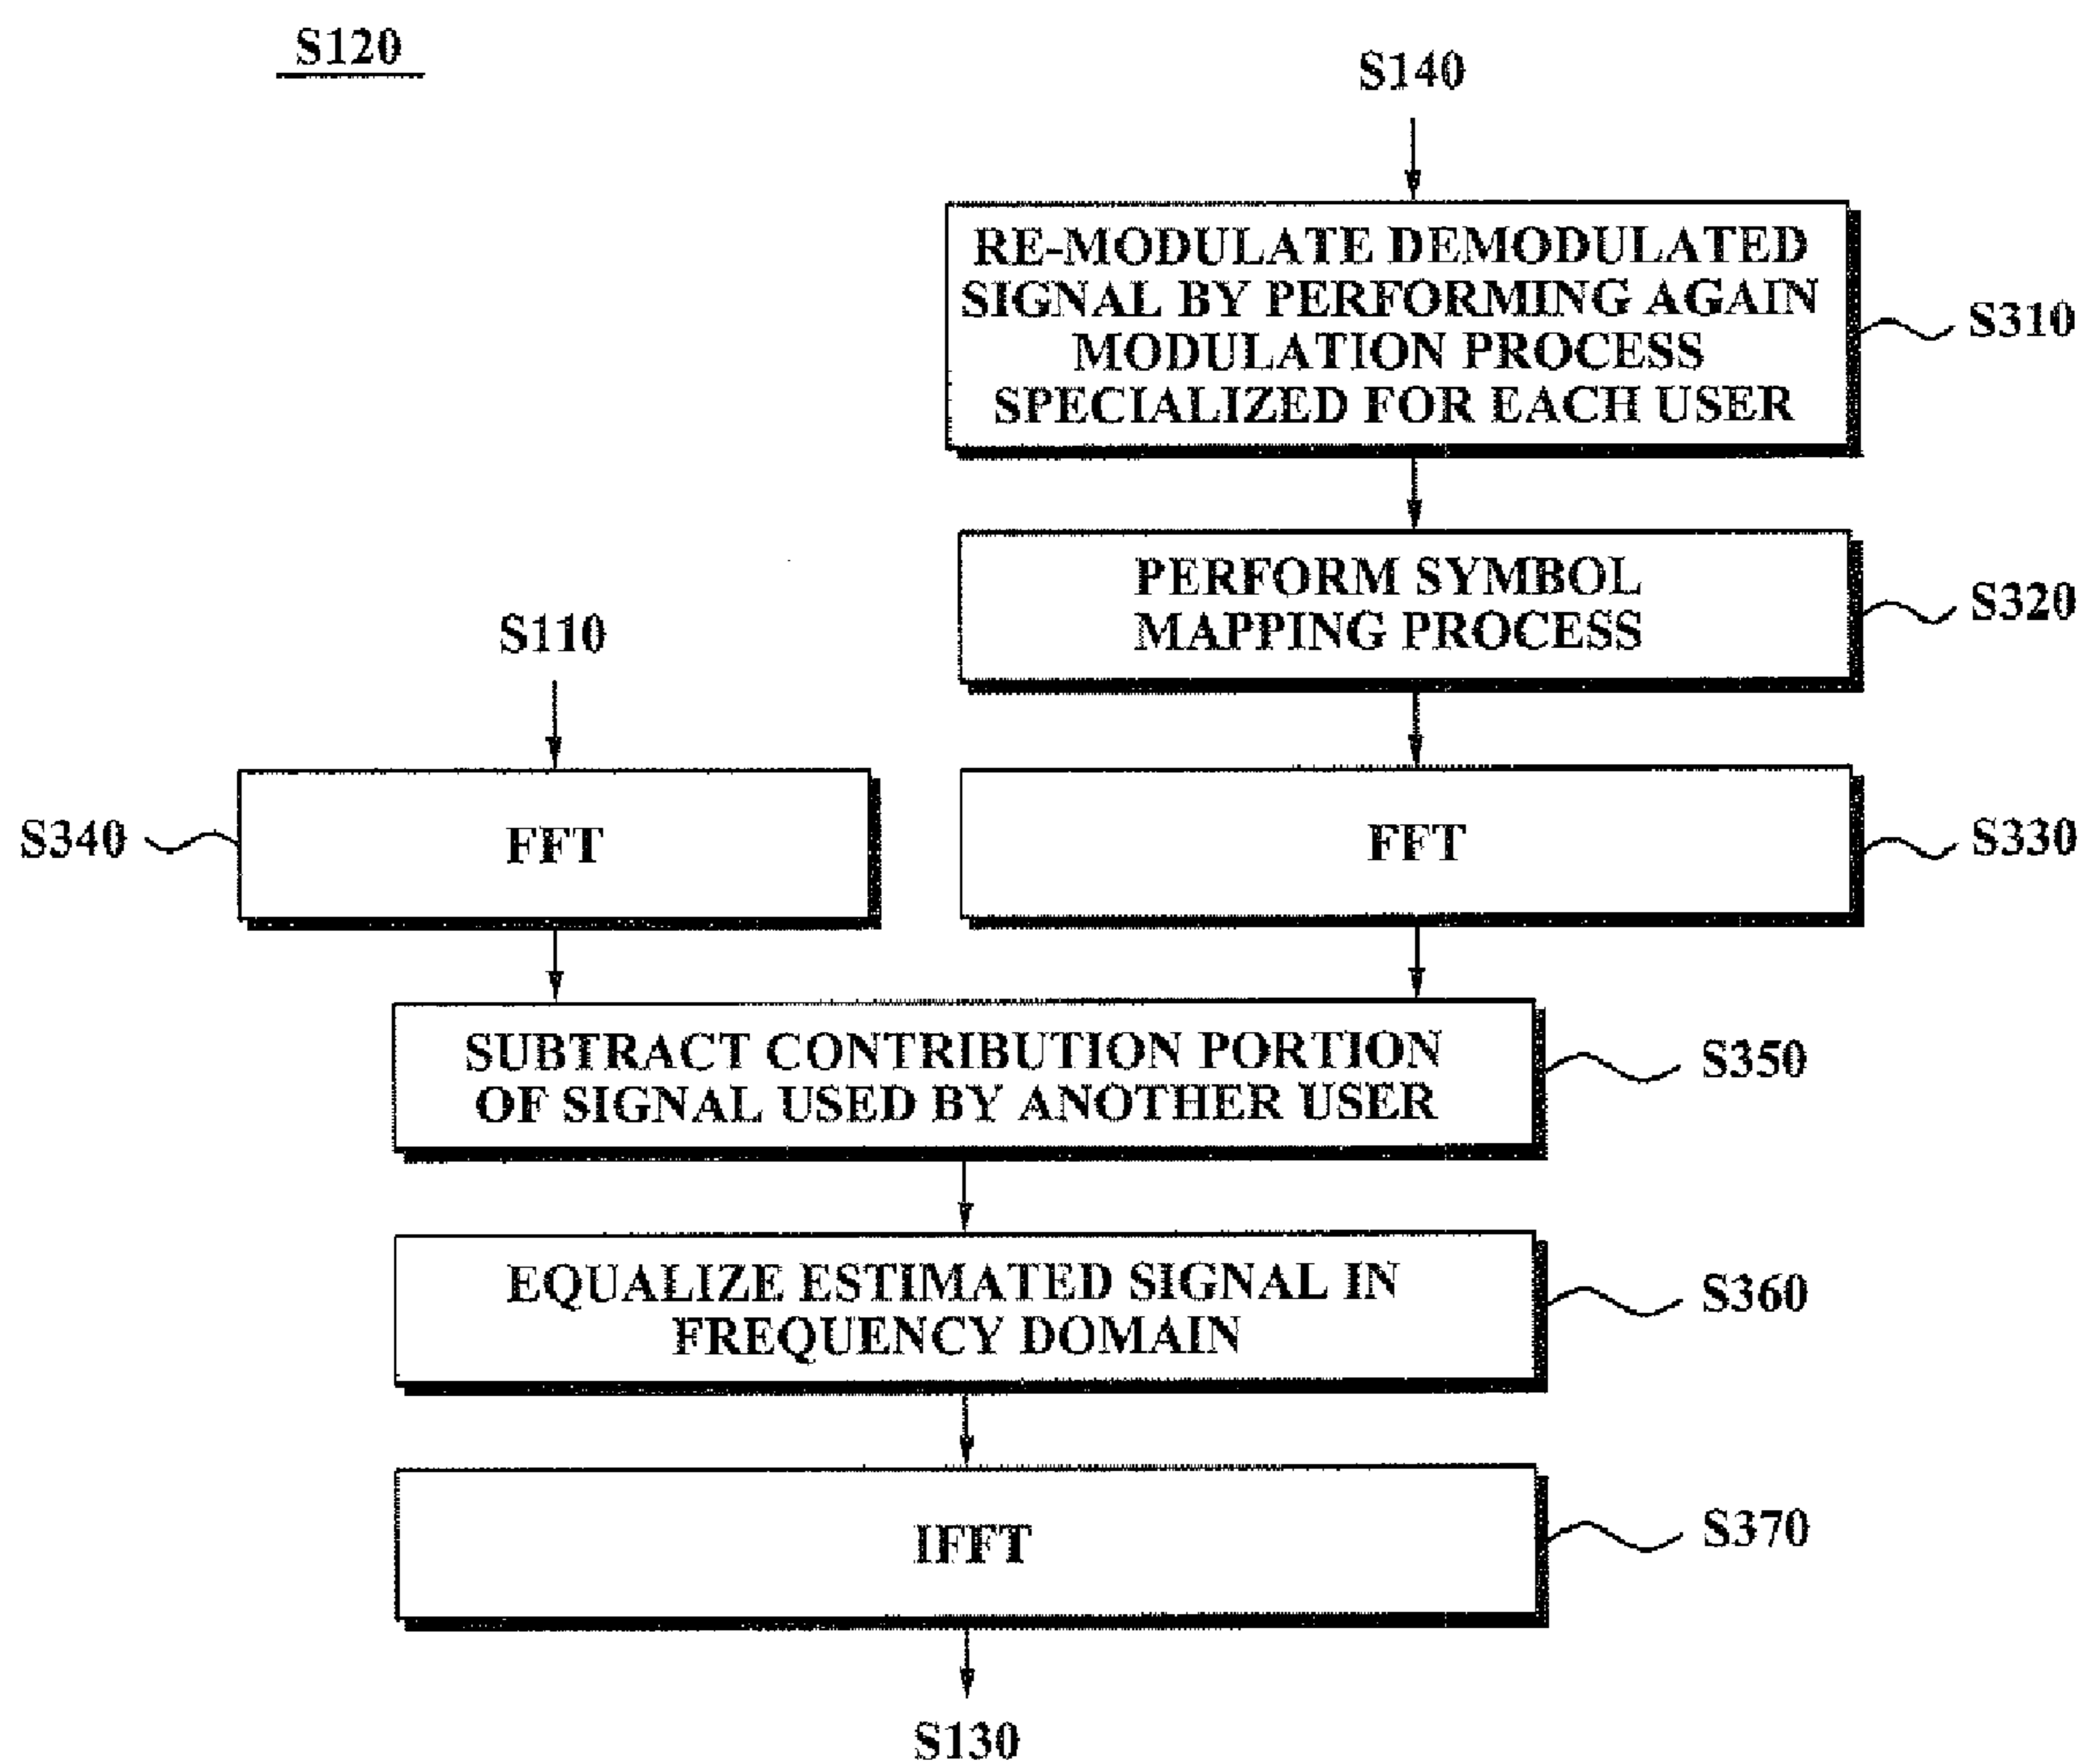 S120
S140
RE-MODULATE DEMODULATED
SIGNAL BY PERFORMING AGAIN
MODULATION PROCESS
SPECIALIZED FOR EACH USER
S310
PERFORM SYMBOL
MAPPING PROCESS
S320
S110
S340
FFT
FFT
S330
SUBTRACT CONTRIBUTION PORTION
OF SIGNAL USED BY ANOTHER USER
S350
EQUALIZE ESTIMATED SIGNAL IN
FREQUENCY DOMAIN
S360
IFFT
S370
S130